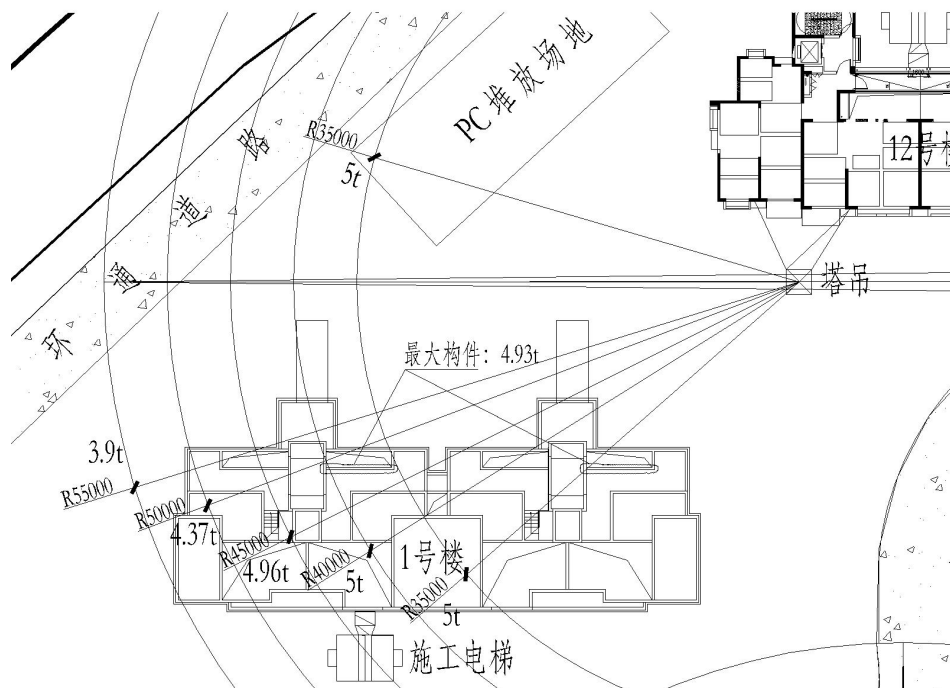 PC堆放场地
R35000
5t
环通道路
12号楼
塔吊
最大构件：4.93t
3.9t
R55000
R50000
4.37t
R45000
4.96t
R40000
5t
1号楼
R35000
5t
施工电梯